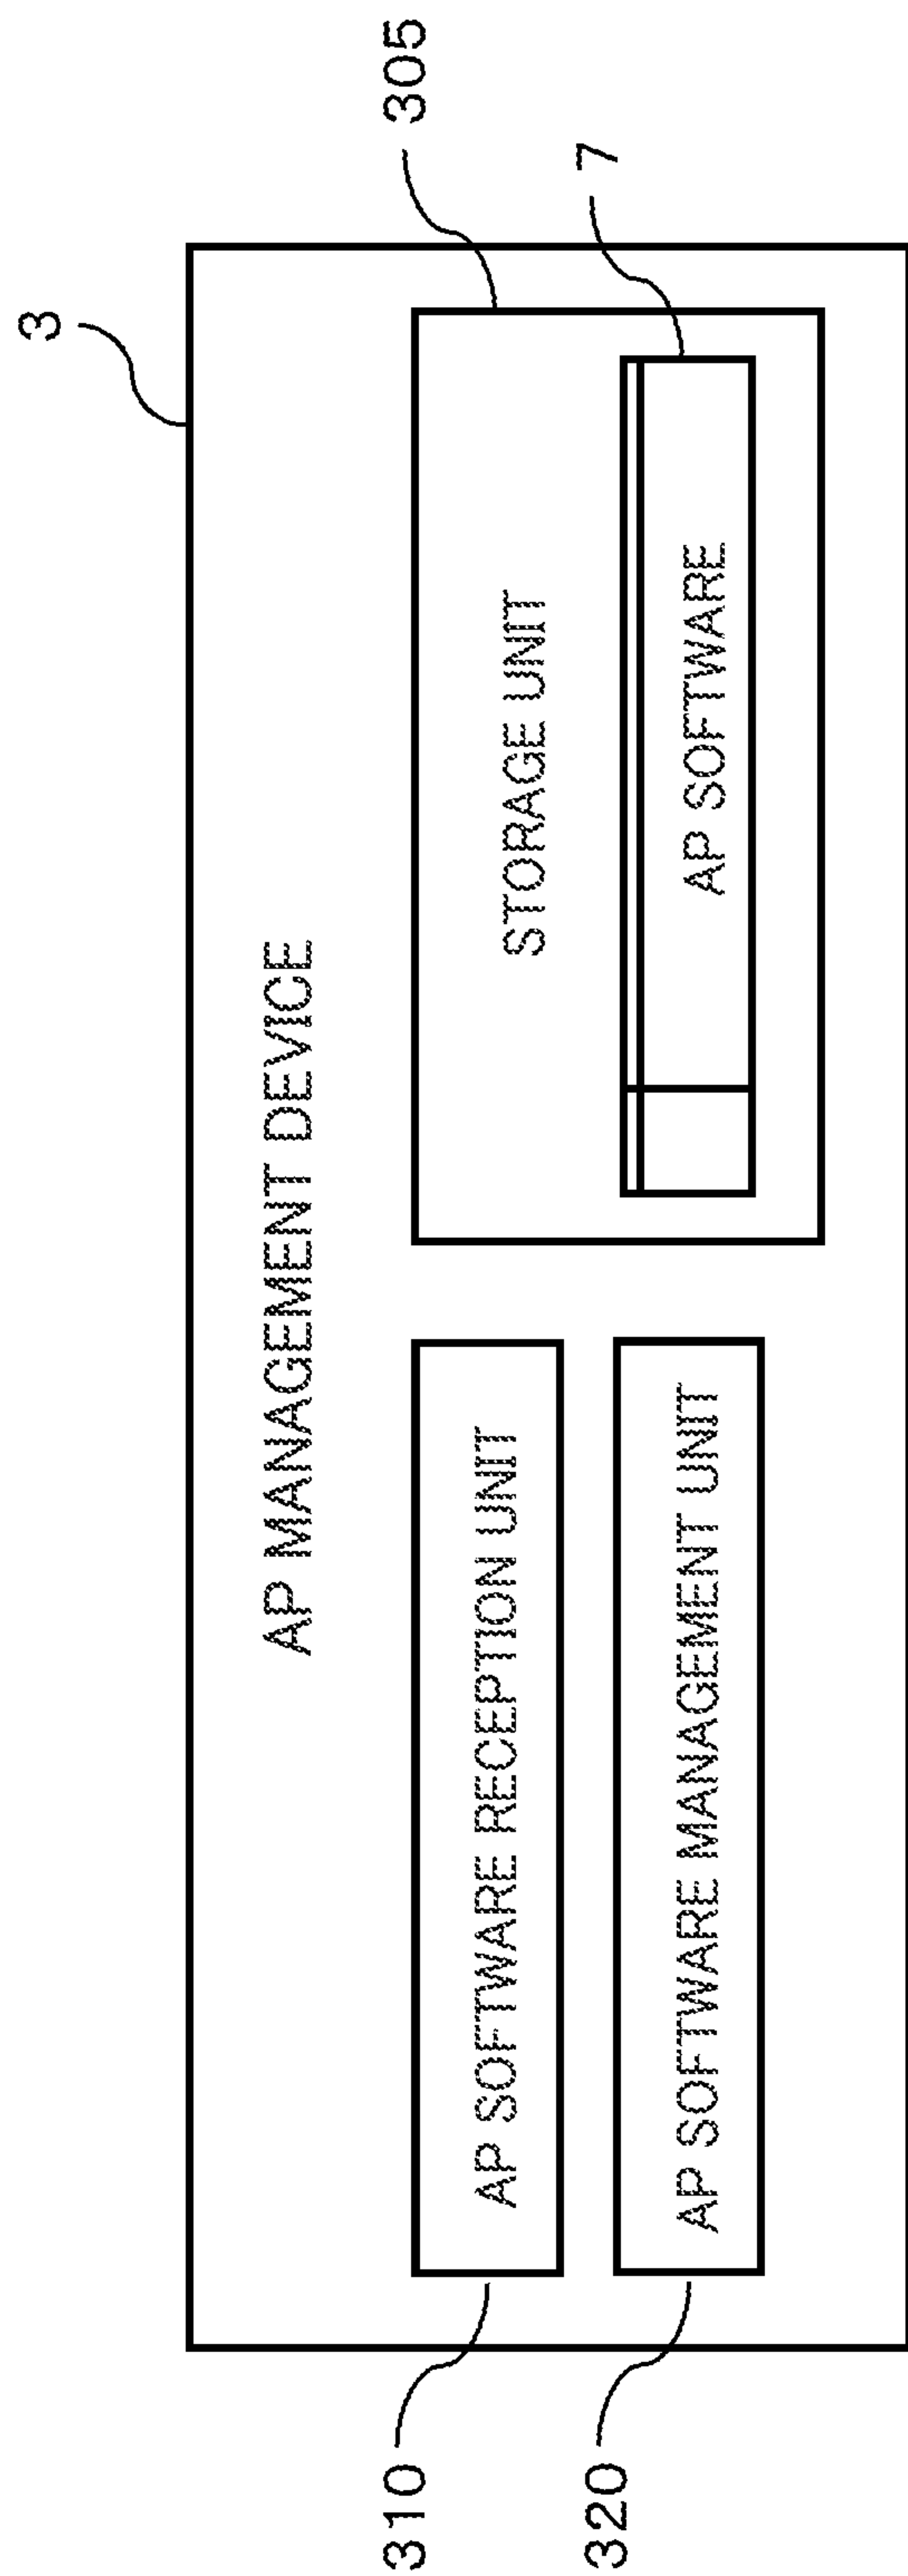 3
AP MANAGEMENT DEVICE
305
310
AP SOFTWARE RECEPTION UNIT
STORAGE UNIT
7
320
AP SOFTWARE MANAGEMENT UNIT
AP SOFTWARE